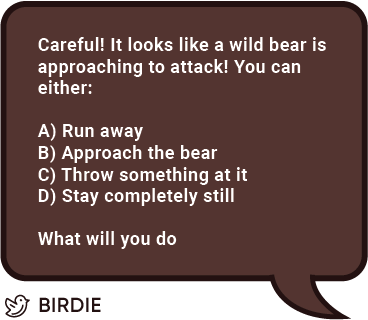 Careful! It looks like a wild bear is
approaching to attack! You can
either:
A) Run away
B) Approach the bear
C) Throw something at it
D) Stay completely still
What will you do
BIRDIE